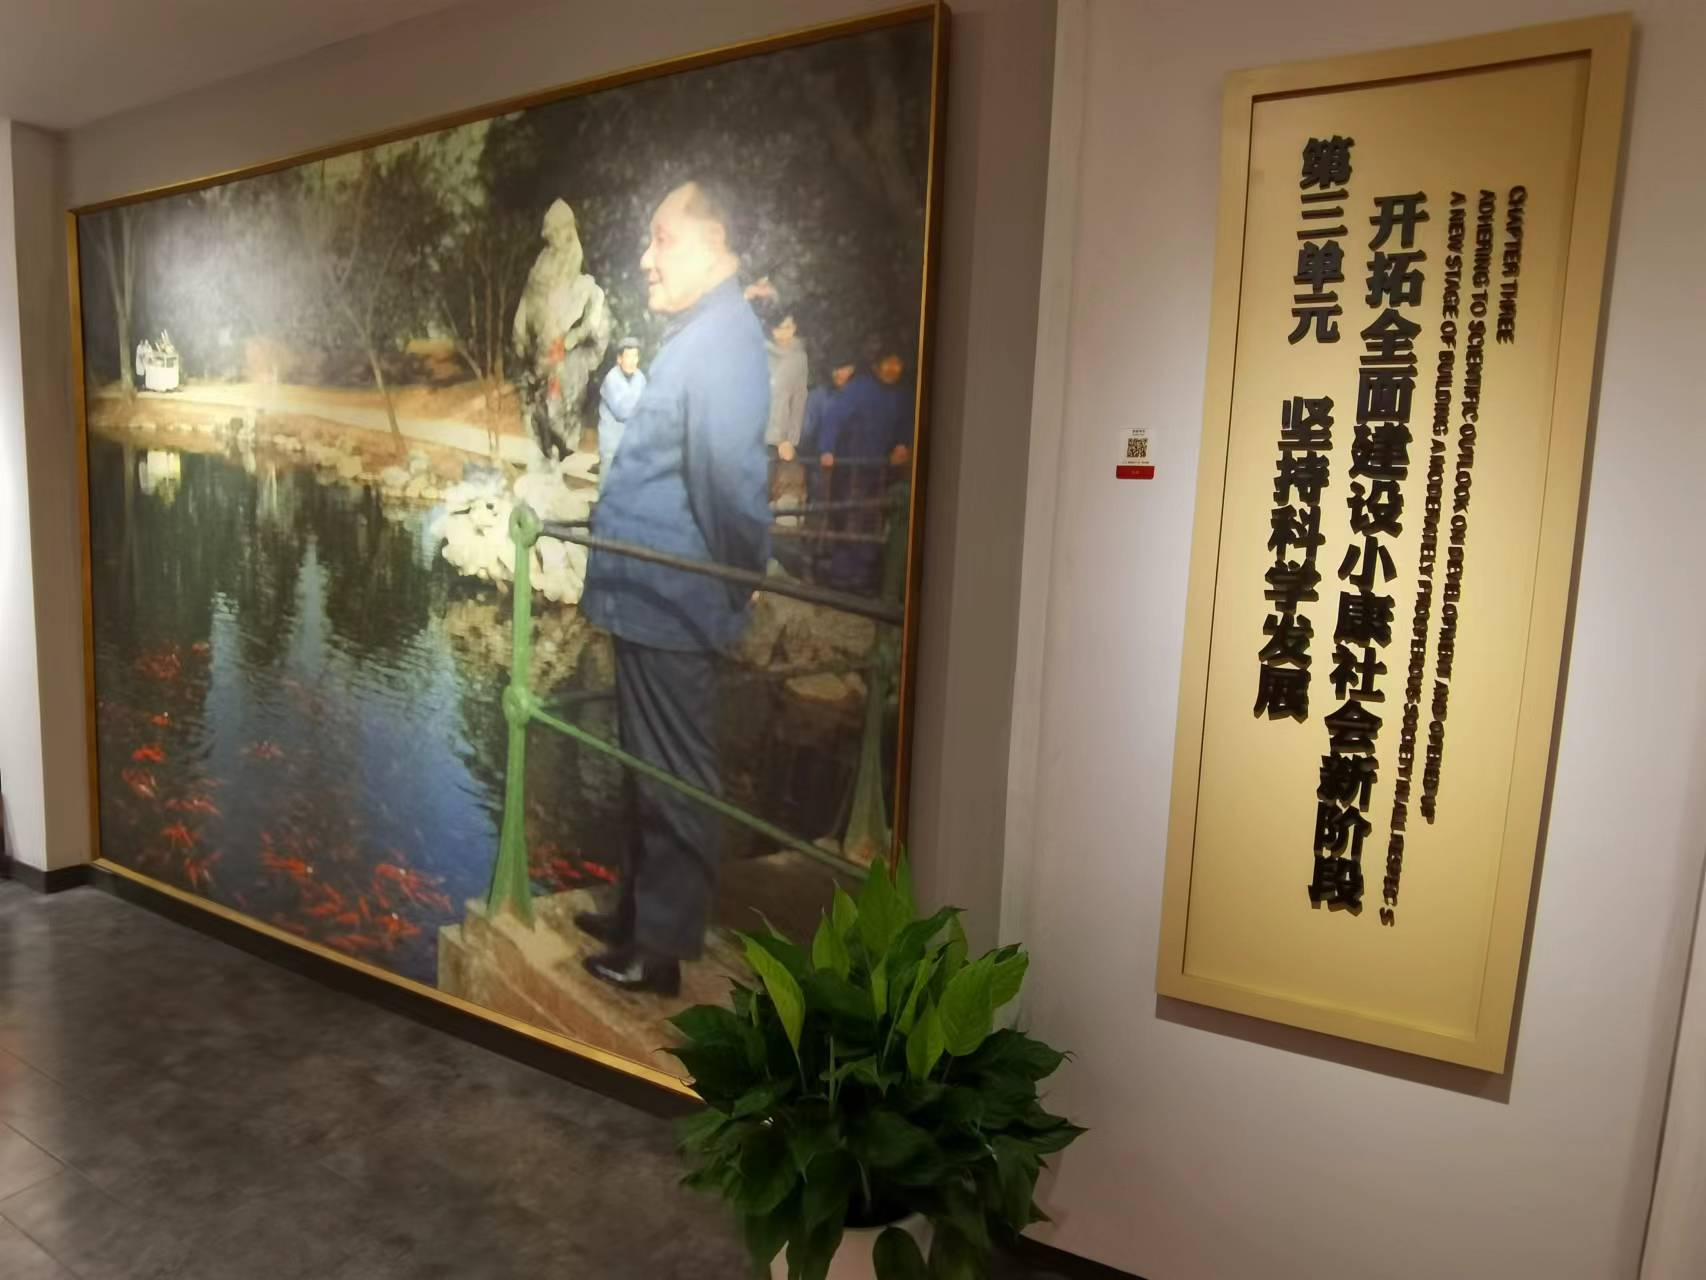 第三单元 坚持科学发展
开拓全面建设小康社会新阶段
CHAPTER THREE
ADHERING TO SCIENTIFIC OUTLOOK ON DEVELOPMENT AND OPENED UP
A NEW STAGE OF BUILDING A MODERATELY PROSPEROUS SOCIETY IN ALL RESPECTS